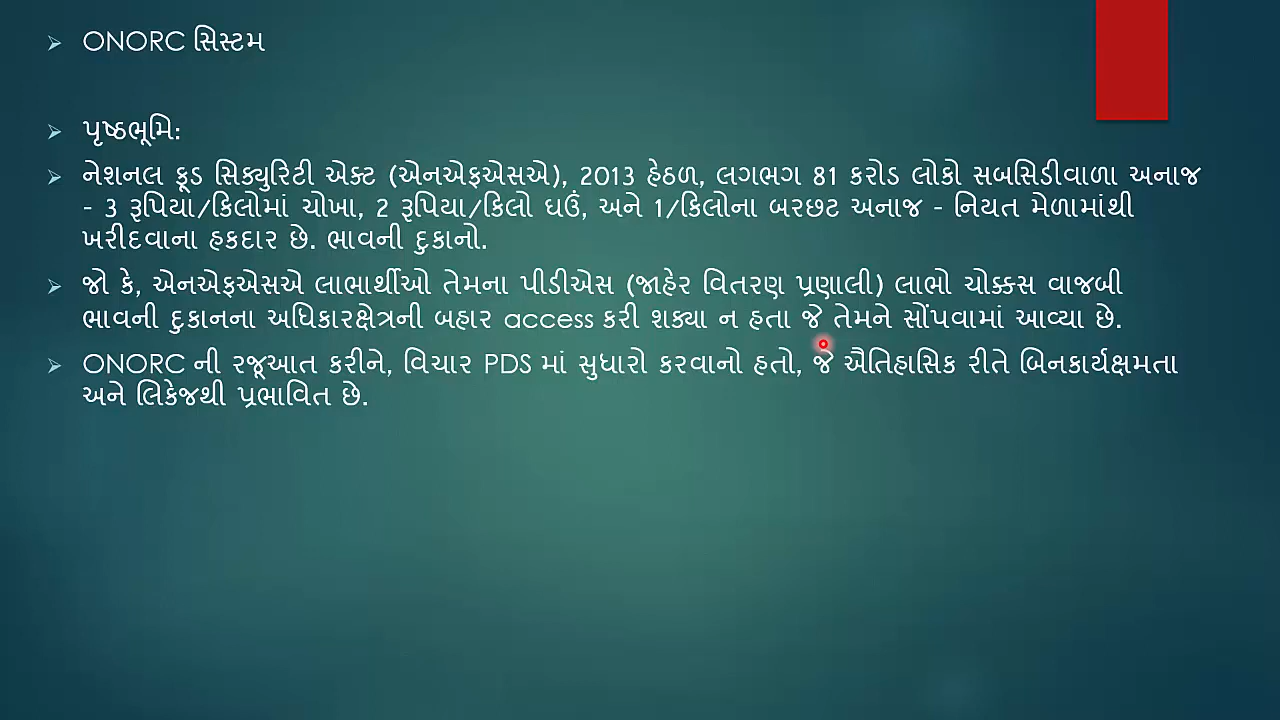 ONORC સિસ્ટમ
પૃષ્ઠભૂમિ:
નેશનલ ફૂડ સિક્યુરિટી એક્ટ (એનએફએસએ), 2013 હેઠળ, લગભગ 81 કરોડ લોકો સબસિડીવાળા અનાજ
- 3 રૂપિયા/કિલોમાં ચોખા, 2 રૂપિયા/કિલો ઘઉં, અને 1/કિલોના બરછટ અનાજ - નિયત મેળામાંથી
ખરીદવાના હકદાર છે. ભાવની દુકાનો.
જો કે, એનએફએસએ લાભાર્થીઓ તેમના પીડીએસ (જાહેર વિતરણ પ્રણાલી) લાભો ચોક્કસ વાજબી
ભાવની દુકાનના અધિકારક્ષેત્રની બહાર access કરી શક્યા ન હતા જે તેમને સોંપવામાં આવ્યા છે.
ONORC ની રજૂઆત કરીને, વિચાર PDS માં સુધારો કરવાનો હતો, જે ઐતિહાસિક રીતે બિનકાર્યક્ષમતા
અને લિકેજથી પ્રભાવિત છે.